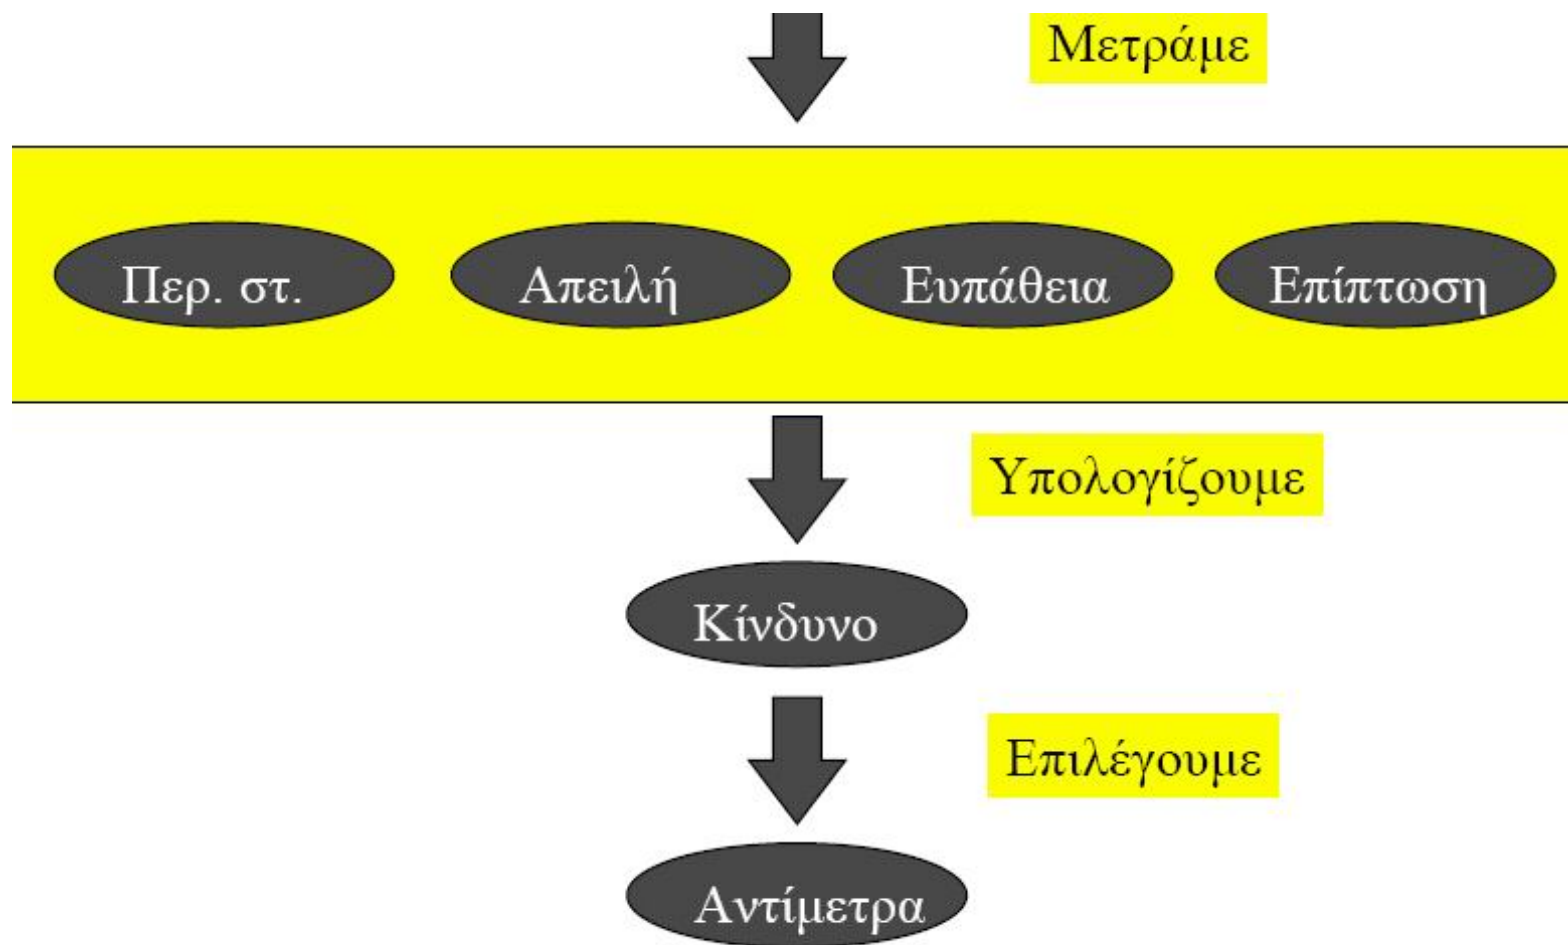 Μετράμε
Περ. στ.
Απειλή
Ευπάθεια
Επίπτωση
Υπολογίζουμε
Κίνδυνο
Επιλέγουμε
Αντίμετρα